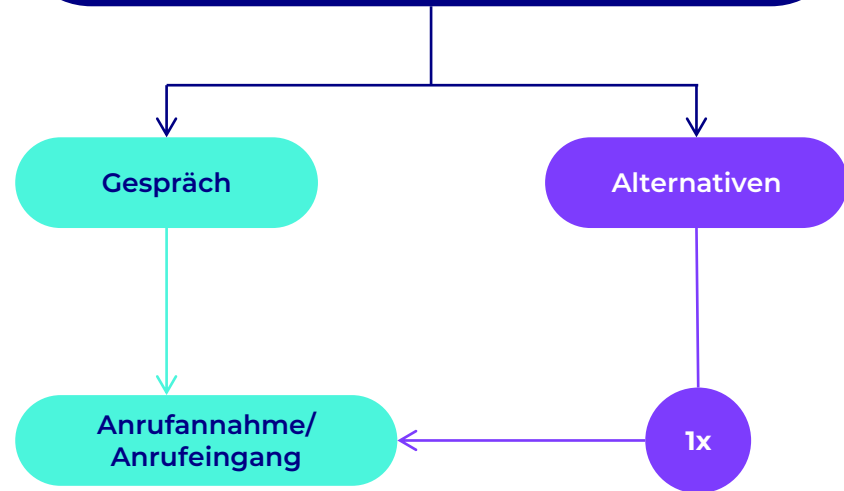 Gespräch
Alternativen
Anrufannahme/
Anrufeingang
1x